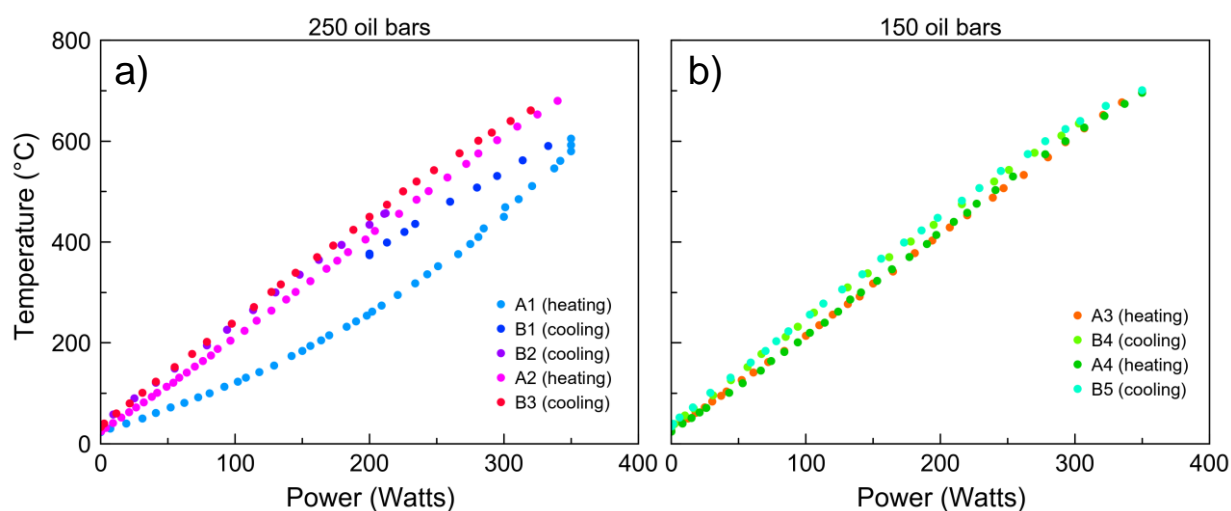 250 oil bars
150 oil bars
a)
b)
800
600
400
200
0
Temperature (°C)
A1 (heating)
B1 (cooling)
B2 (cooling)
A2 (heating)
B3 (cooling)
A3 (heating)
B4 (cooling)
A4 (heating)
B5 (cooling)
0 100 200 300 400
0 100 200 300 400
Power (Watts)
Power (Watts)